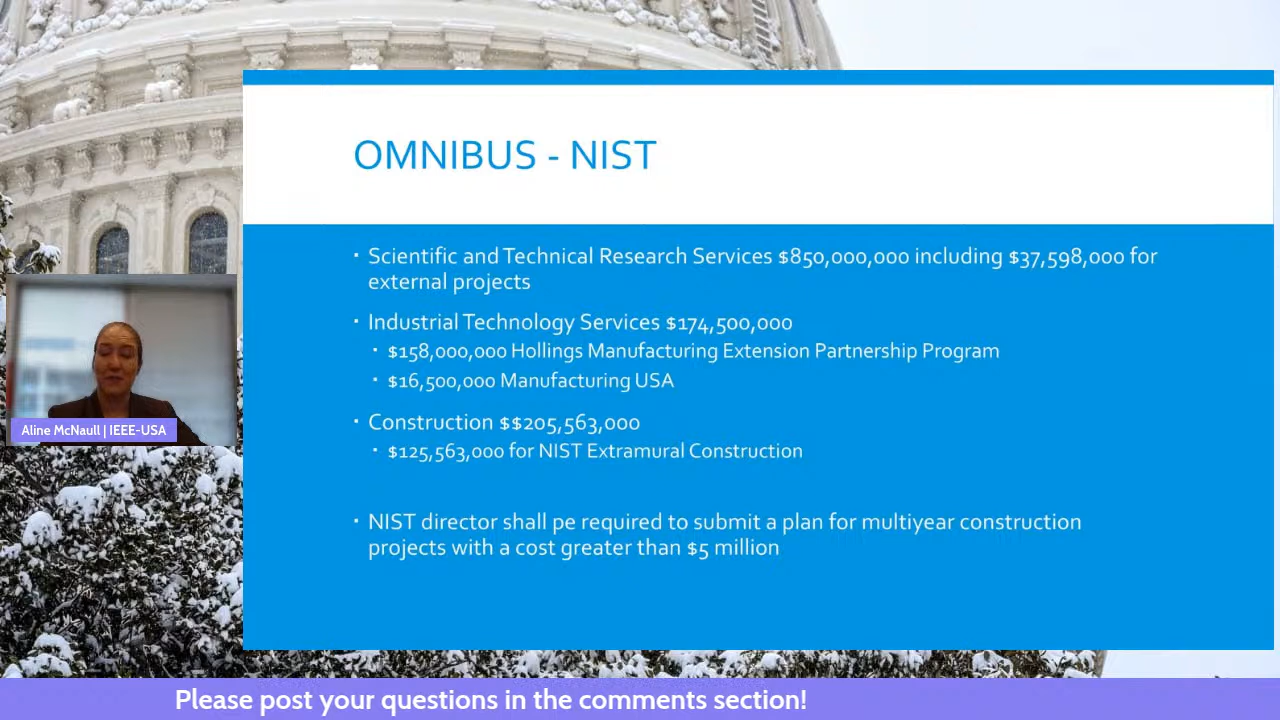 OMNIBUS - NIST
Scientific and Technical Research Services $850,000,000 including $37,598,000 for
external projects
Industrial Technology Services $174,500,000
$158,000,000 Hollings Manufacturing Extension Partnership Program
$16,500,000 Manufacturing USA
Construction $$205,563,000
$125,563,000 for NIST Extramural Construction
NIST director shall pe required to submit a plan for multiyear construction
projects with a cost greater than $5 million
Aline McNaull | IEEE-USA
Please post your questions in the comments section!